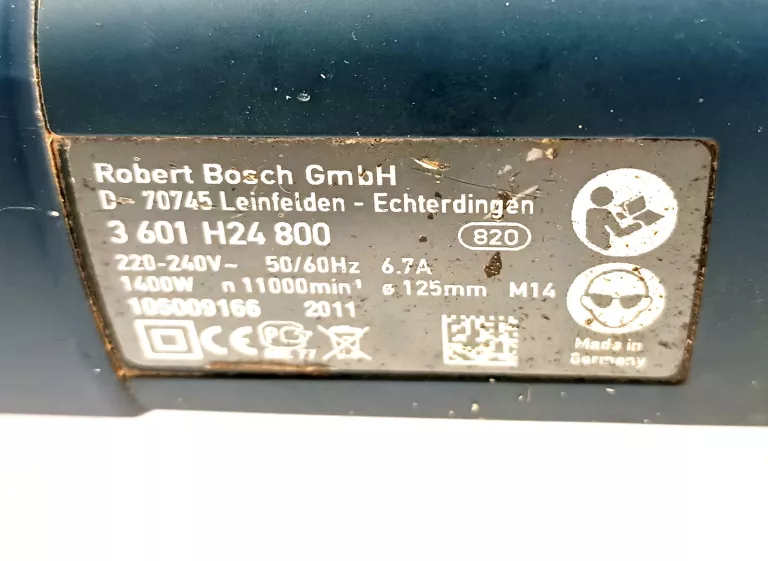 Robert Bosch GmbH
D- 70745 Leinfelden - Echterdingen
3 601 H24 800 820
220-240V~ 50/60Hz 6.7A
1400W n 11000min⁻¹ ø 125mm M14
106009166 2011
CE
Made in
Germany